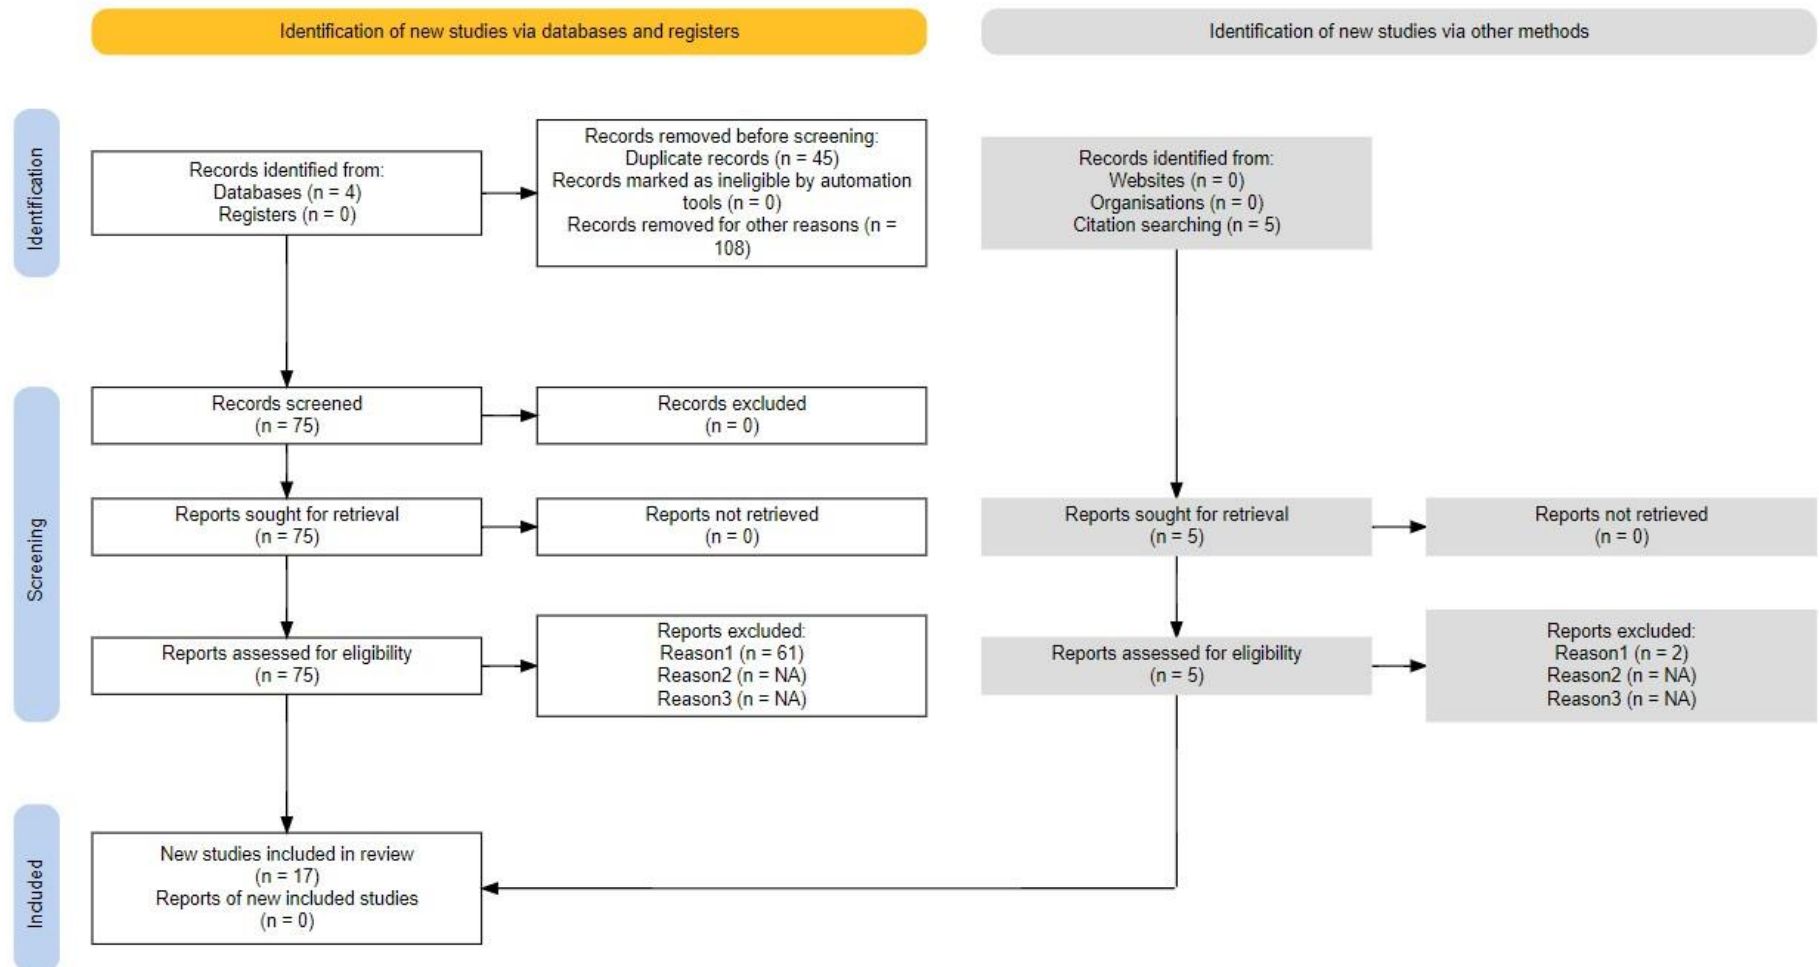 Identification of new studies via databases and registers
Identification of new studies via other methods
Identification
Records identified from:
Databases (n = 4)
Registers (n = 0)
Records removed before screening:
Duplicate records (n = 45)
Records marked as ineligible by automation
tools (n = 0)
Records removed for other reasons (n =
108)
Records identified from:
Websites (n = 0)
Organisations (n = 0)
Citation searching (n = 5)
Screening
Records screened
(n = 75)
Records excluded
(n = 0)
Reports sought for retrieval
(n = 75)
Reports not retrieved
(n = 0)
Reports sought for retrieval
(n = 5)
Reports not retrieved
(n = 0)
Reports assessed for eligibility
(n = 75)
Reports excluded:
Reason1 (n = 61)
Reason2 (n = NA)
Reason3 (n = NA)
Reports assessed for eligibility
(n = 5)
Reports excluded:
Reason1 (n = 2)
Reason2 (n = NA)
Reason3 (n = NA)
Included
New studies included in review
(n = 17)
Reports of new included studies
(n = 0)